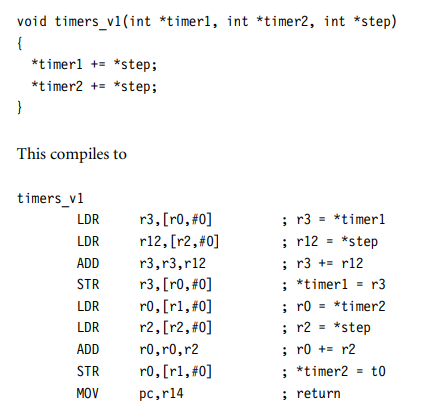 void timers_v1(int *timer1, int *timer2, int *step)
{
  *timer1 += *step;
  *timer2 += *step;
}
This compiles to
timers_v1
        LDR     r3,[r0,#0]        ; r3 = *timer1
        LDR     r12,[r2,#0]       ; r12 = *step
        ADD     r3,r3,r12         ; r3 += r12
        STR     r3,[r0,#0]        ; *timer1 = r3
        LDR     r0,[r1,#0]        ; r0 = *timer2
        LDR     r2,[r2,#0]        ; r2 = *step
        ADD     r0,r0,r2          ; r0 += r2
        STR     r0,[r1,#0]        ; *timer2 = t0
        MOV     pc,r14            ; return